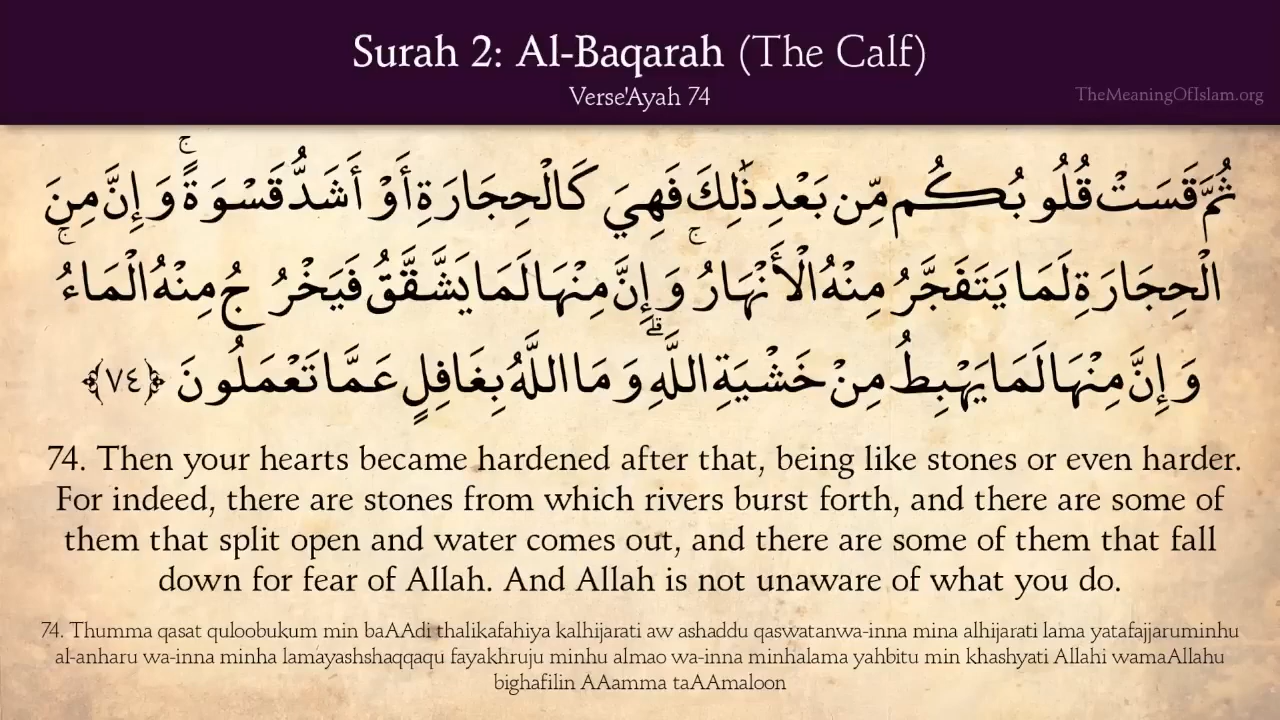 Surah 2: Al-Baqarah (The Calf)
Verse'Ayah 74
TheMeaningOfIslam.org
ثُمَّ قَسَتْ قُلُوبُكُم مِّن بَعْدِ ذَٰلِكَ فَهِيَ كَالْحِجَارَةِ أَوْ أَشَدُّ قَسْوَةً ۚ وَإِنَّ مِنَ
الْحِجَارَةِ لَمَا يَتَفَجَّرُ مِنْهُ الْأَنْهَارُ ۚ وَإِنَّ مِنْهَا لَمَا يَشَّقَّقُ فَيَخْرُجُ مِنْهُ الْمَاءُ ۚ
وَإِنَّ مِنْهَا لَمَا يَهْبِطُ مِنْ خَشْيَةِ اللَّهِ ۗ وَمَا اللَّهُ بِغَافِلٍ عَمَّا تَعْمَلُونَ ﴿٧٤﴾
74. Then your hearts became hardened after that, being like stones or even harder.
For indeed, there are stones from which rivers burst forth, and there are some of
them that split open and water comes out, and there are some of them that fall
down for fear of Allah. And Allah is not unaware of what you do.
74. Thumma qasat quloobukum min baAAdi thalikafahiya kalhijarati aw ashaddu qaswatanwa-inna mina alhijarati lama yatafajjaruminhu
al-anharu wa-inna minha lamayashshaqqaqu fayakhruju minhu almao wa-inna minhalama yahbitu min khashyati Allahi wamaAllahu
bighafilin AAamma taAAmaloon